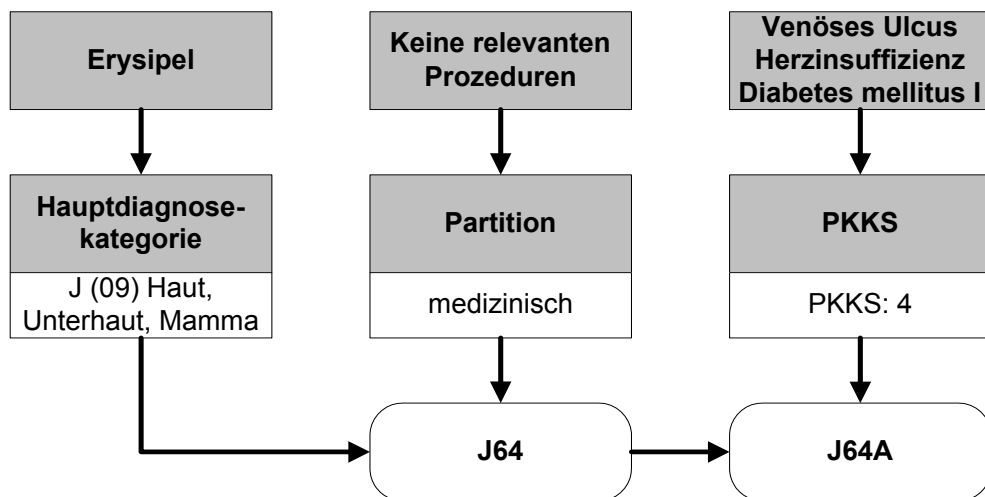 Erysipel
Keine relevanten
Prozeduren
Venöses Ulcus
Herzinsuffizienz
Diabetes mellitus I
Hauptdiagnose-
kategorie
J (09) Haut,
Unterhaut, Mamma
Partition
medizinisch
PKKS
PKKS: 4
J64
J64A